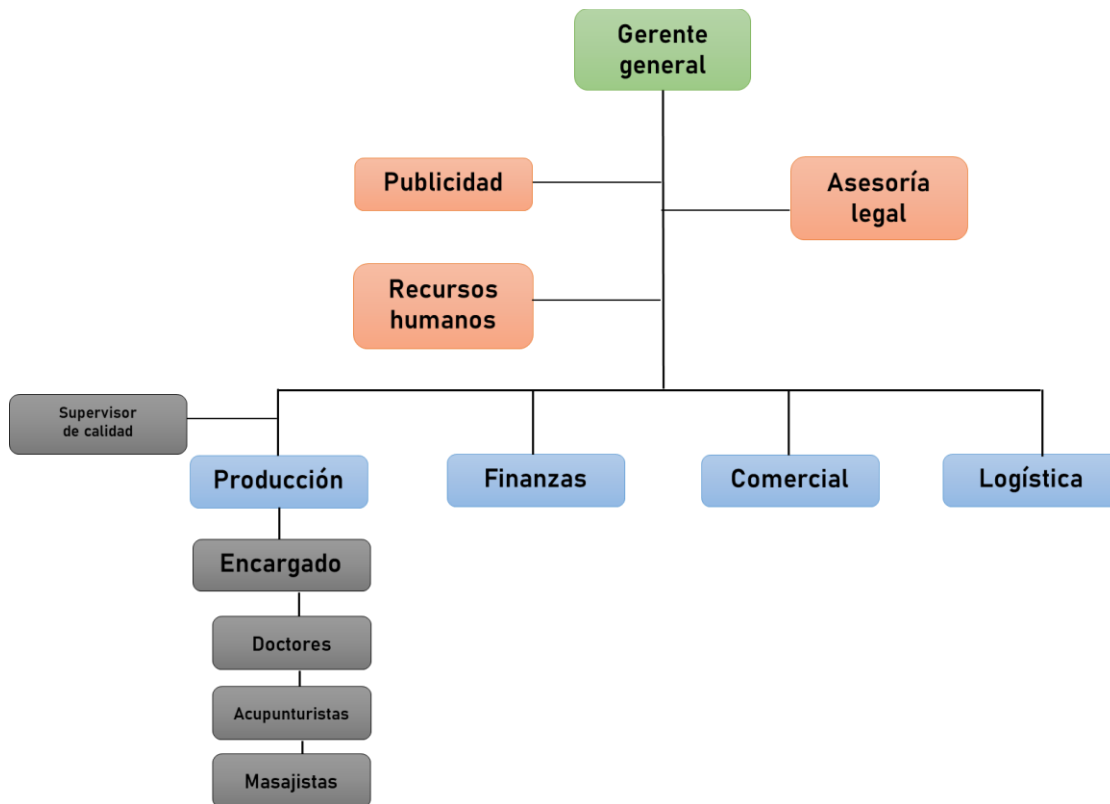 Gerente
general
Publicidad
Asesoría
legal
Recursos
humanos
Supervisor
de calidad
Producción
Finanzas
Comercial
Logística
Encargado
Doctores
Acupunturistas
Masajistas